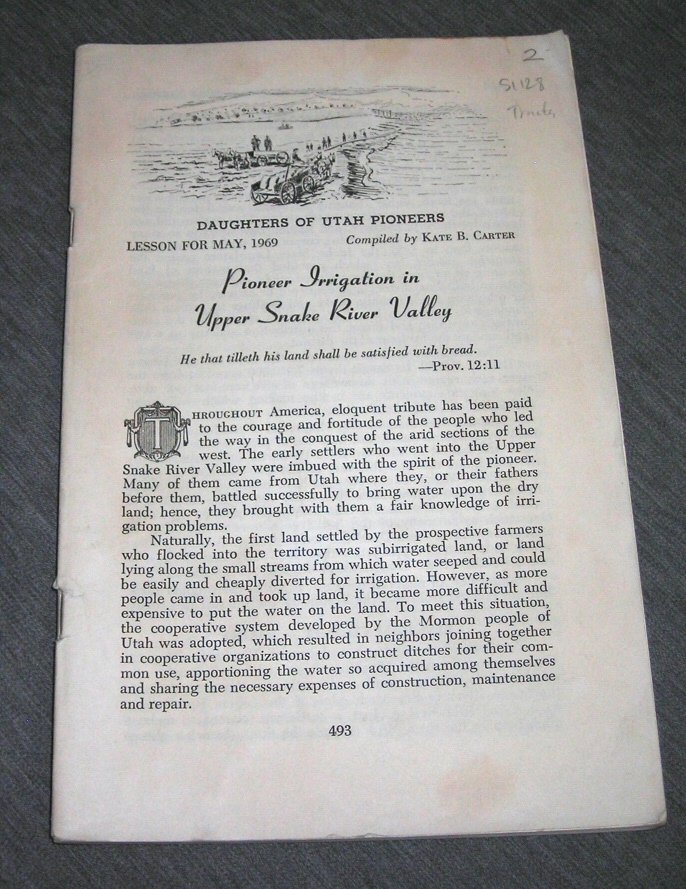 2
DAUGHTERS OF UTAH PIONEERS
LESSON FOR MAY, 1969 Compiled by KATE B. CARTER
Pioneer Irrigation in
Upper Snake River Valley
He that tilleth his land shall be satisfied with bread.
—Prov. 12:11
THROUGHOUT America, eloquent tribute has been paid
to the courage and fortitude of the people who led
the way in the conquest of the arid sections of the
west. The early settlers who went into the Upper
Snake River Valley were imbued with the spirit of the pioneer.
Many of them came from Utah where they, or their fathers
before them, battled successfully to bring water upon the dry
land; hence, they brought with them a fair knowledge of irri-
gation problems.
Naturally, the first land settled by the prospective farmers
who flocked into the territory was subirrigated land, or land
lying along the small streams from which water seeped and could
be easily and cheaply diverted for irrigation. However, as more
people came in and took up land, it became more difficult and
expensive to put the water on the land. To meet this situation,
the cooperative system developed by the Mormon people of
Utah was adopted, which resulted in neighbors joining together
in cooperative organizations to construct ditches for their com-
mon use, apportioning the water so acquired among themselves
and sharing the necessary expenses of construction, maintenance
and repair.
493